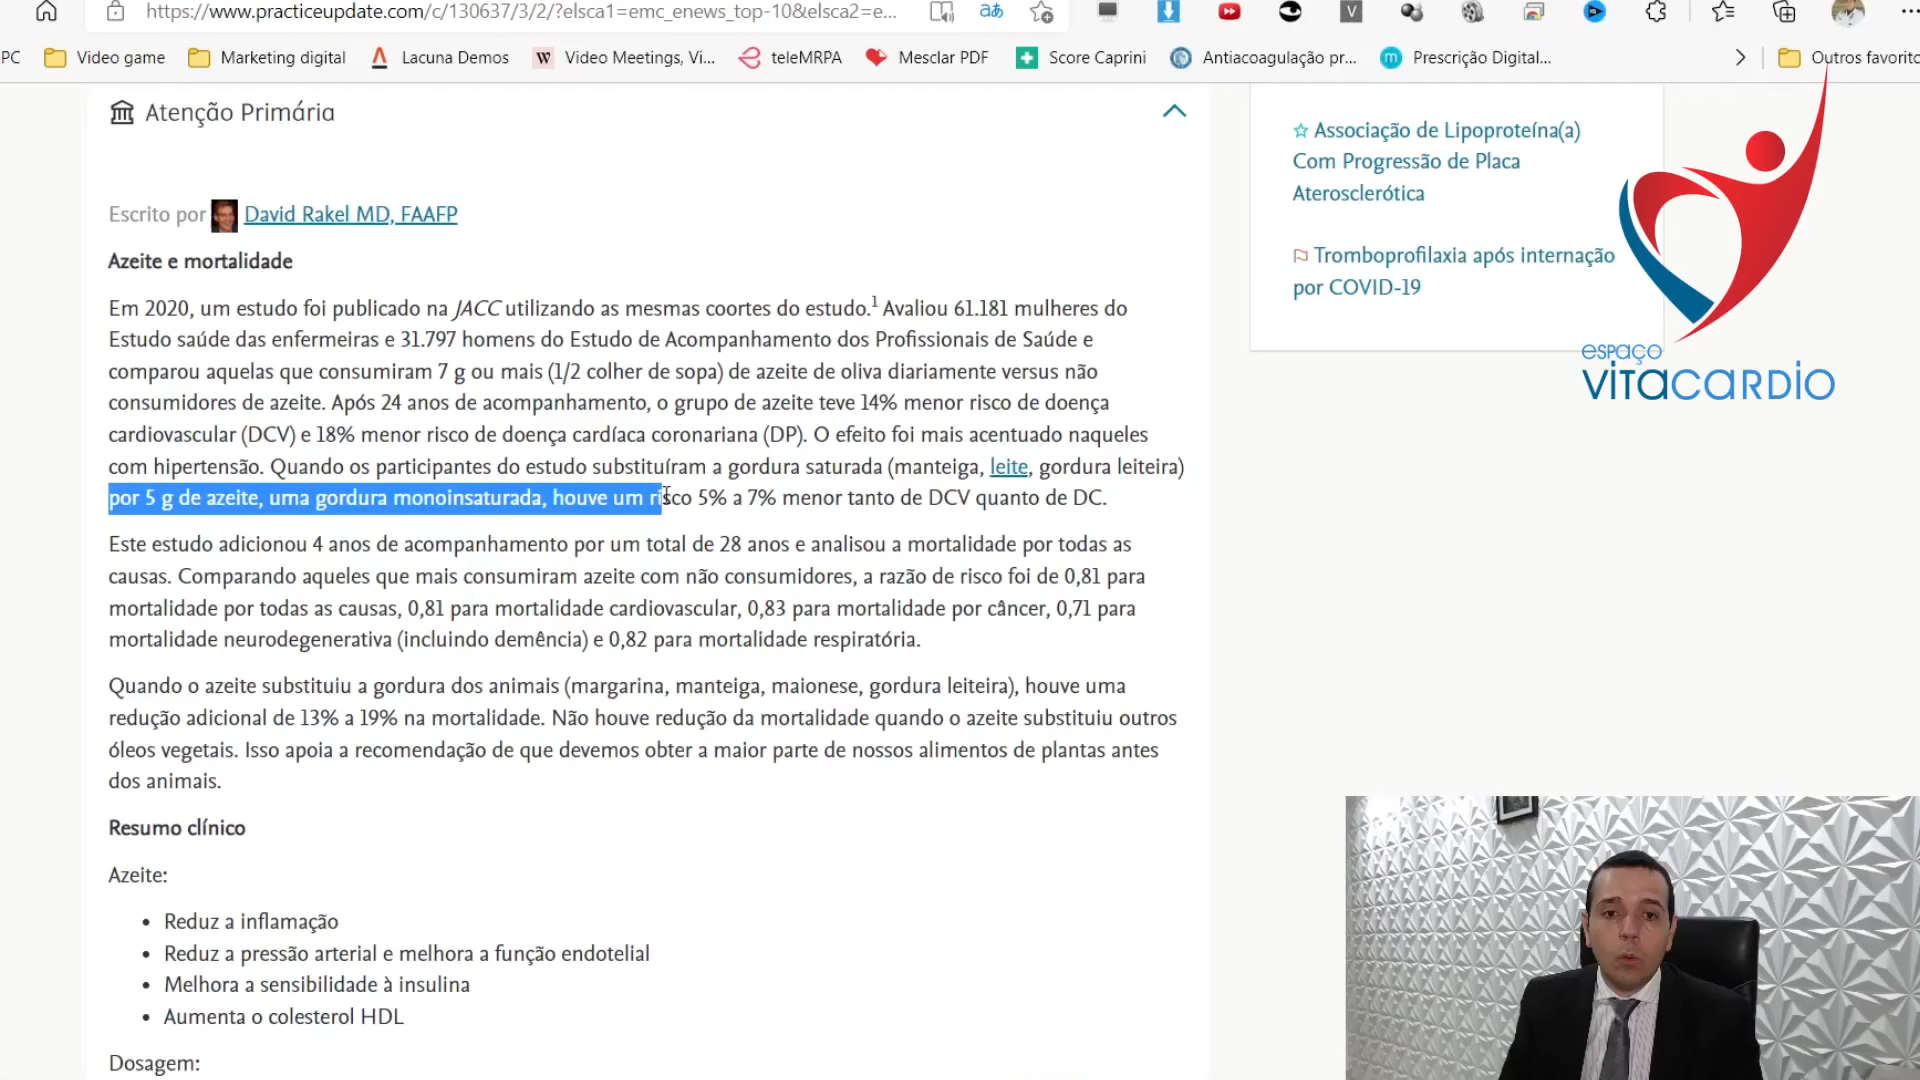 https://www.practiceupdate.com/c/130637/3/2/?elsca1=emc_enews_top-10&elsca2=e...
PC Video game Marketing digital Lacuna Demos Video Meetings, Vi... teleMRPA Mesclar PDF Score Caprini Antiacoagulação pr... Prescrição Digital... Outros favorito
Atenção Primária
Escrito por David Rakel MD, FAAFP
Azeite e mortalidade
Em 2020, um estudo foi publicado na JACC utilizando as mesmas coortes do estudo.1 Avaliou 61.181 mulheres do
Estudo saúde das enfermeiras e 31.797 homens do Estudo de Acompanhamento dos Profissionais de Saúde e
comparou aquelas que consumiram 7 g ou mais (1/2 colher de sopa) de azeite de oliva diariamente versus não
consumidores de azeite. Após 24 anos de acompanhamento, o grupo de azeite teve 14% menor risco de doença
cardiovascular (DCV) e 18% menor risco de doença cardíaca coronariana (DP). O efeito foi mais acentuado naqueles
com hipertensão. Quando os participantes do estudo substituíram a gordura saturada (manteiga, leite, gordura leiteira)
por 5 g de azeite, uma gordura monoinsaturada, houve um risco 5% a 7% menor tanto de DCV quanto de DC.
Este estudo adicionou 4 anos de acompanhamento por um total de 28 anos e analisou a mortalidade por todas as
causas. Comparando aqueles que mais consumiram azeite com não consumidores, a razão de risco foi de 0,81 para
mortalidade por todas as causas, 0,81 para mortalidade cardiovascular, 0,83 para mortalidade por câncer, 0,71 para
mortalidade neurodegenerativa (incluindo demência) e 0,82 para mortalidade respiratória.
Quando o azeite substituiu a gordura dos animais (margarina, manteiga, maionese, gordura leiteira), houve uma
redução adicional de 13% a 19% na mortalidade. Não houve redução da mortalidade quando o azeite substituiu outros
óleos vegetais. Isso apoia a recomendação de que devemos obter a maior parte de nossos alimentos de plantas antes
dos animais.
Resumo clínico
Azeite:
• Reduz a inflamação
• Reduz a pressão arterial e melhora a função endotelial
• Melhora a sensibilidade à insulina
• Aumenta o colesterol HDL
Dosagem:
Associação de Lipoproteína(a)
Com Progressão de Placa
Aterosclerótica
Tromboprofilaxia após internação
por COVID-19
espaço
vitacardio